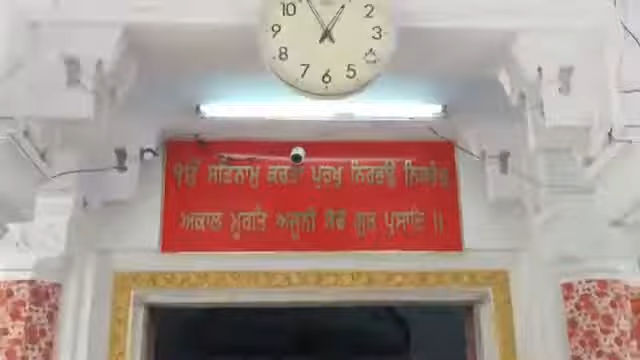 10 2
9 3
8
7 6 5
ੴ ਸਤਿਨਾਮੁ ਕਰਤਾ ਪੁਰਖੁ ਨਿਰਭਉ ਨਿਰਵੈਰੁ
ਅਕਾਲ ਮੂਰਤਿ ਅਜੂਨੀ ਸੈਭੰ ਗੁਰ ਪ੍ਰਸਾਦਿ ॥